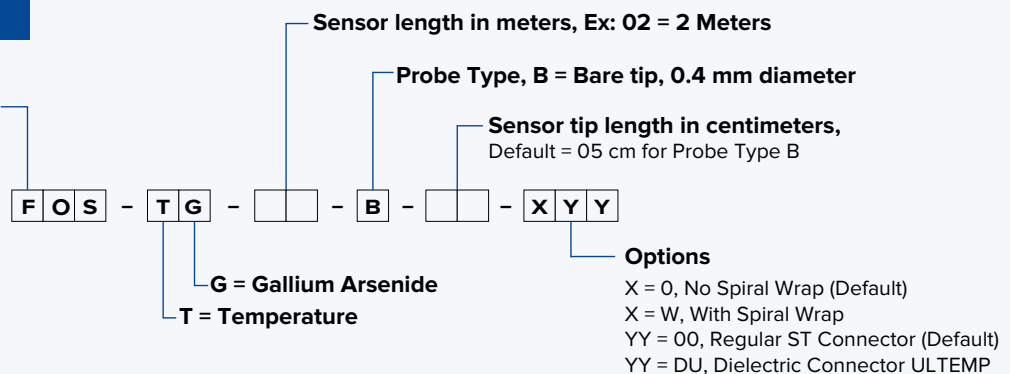 Sensor length in meters, Ex: 02 = 2 Meters
Probe Type, B = Bare tip, 0.4 mm diameter
Sensor tip length in centimeters,
Default = 05 cm for Probe Type B
F O S – T G – – B – – X Y Y
Options
G = Gallium Arsenide
X = 0, No Spiral Wrap (Default)
T = Temperature
X = W, With Spiral Wrap
YY = 00, Regular ST Connector (Default)
YY = DU, Dielectric Connector ULTEMP